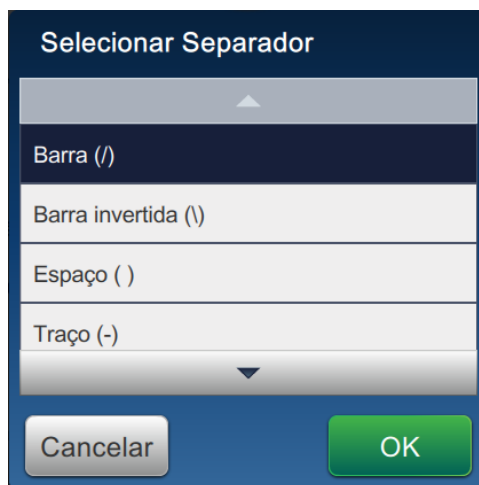 Selecionar Separador
Barra (/)
Barra invertida (\)
Espaço ( )
Traço (-)
Cancelar
OK